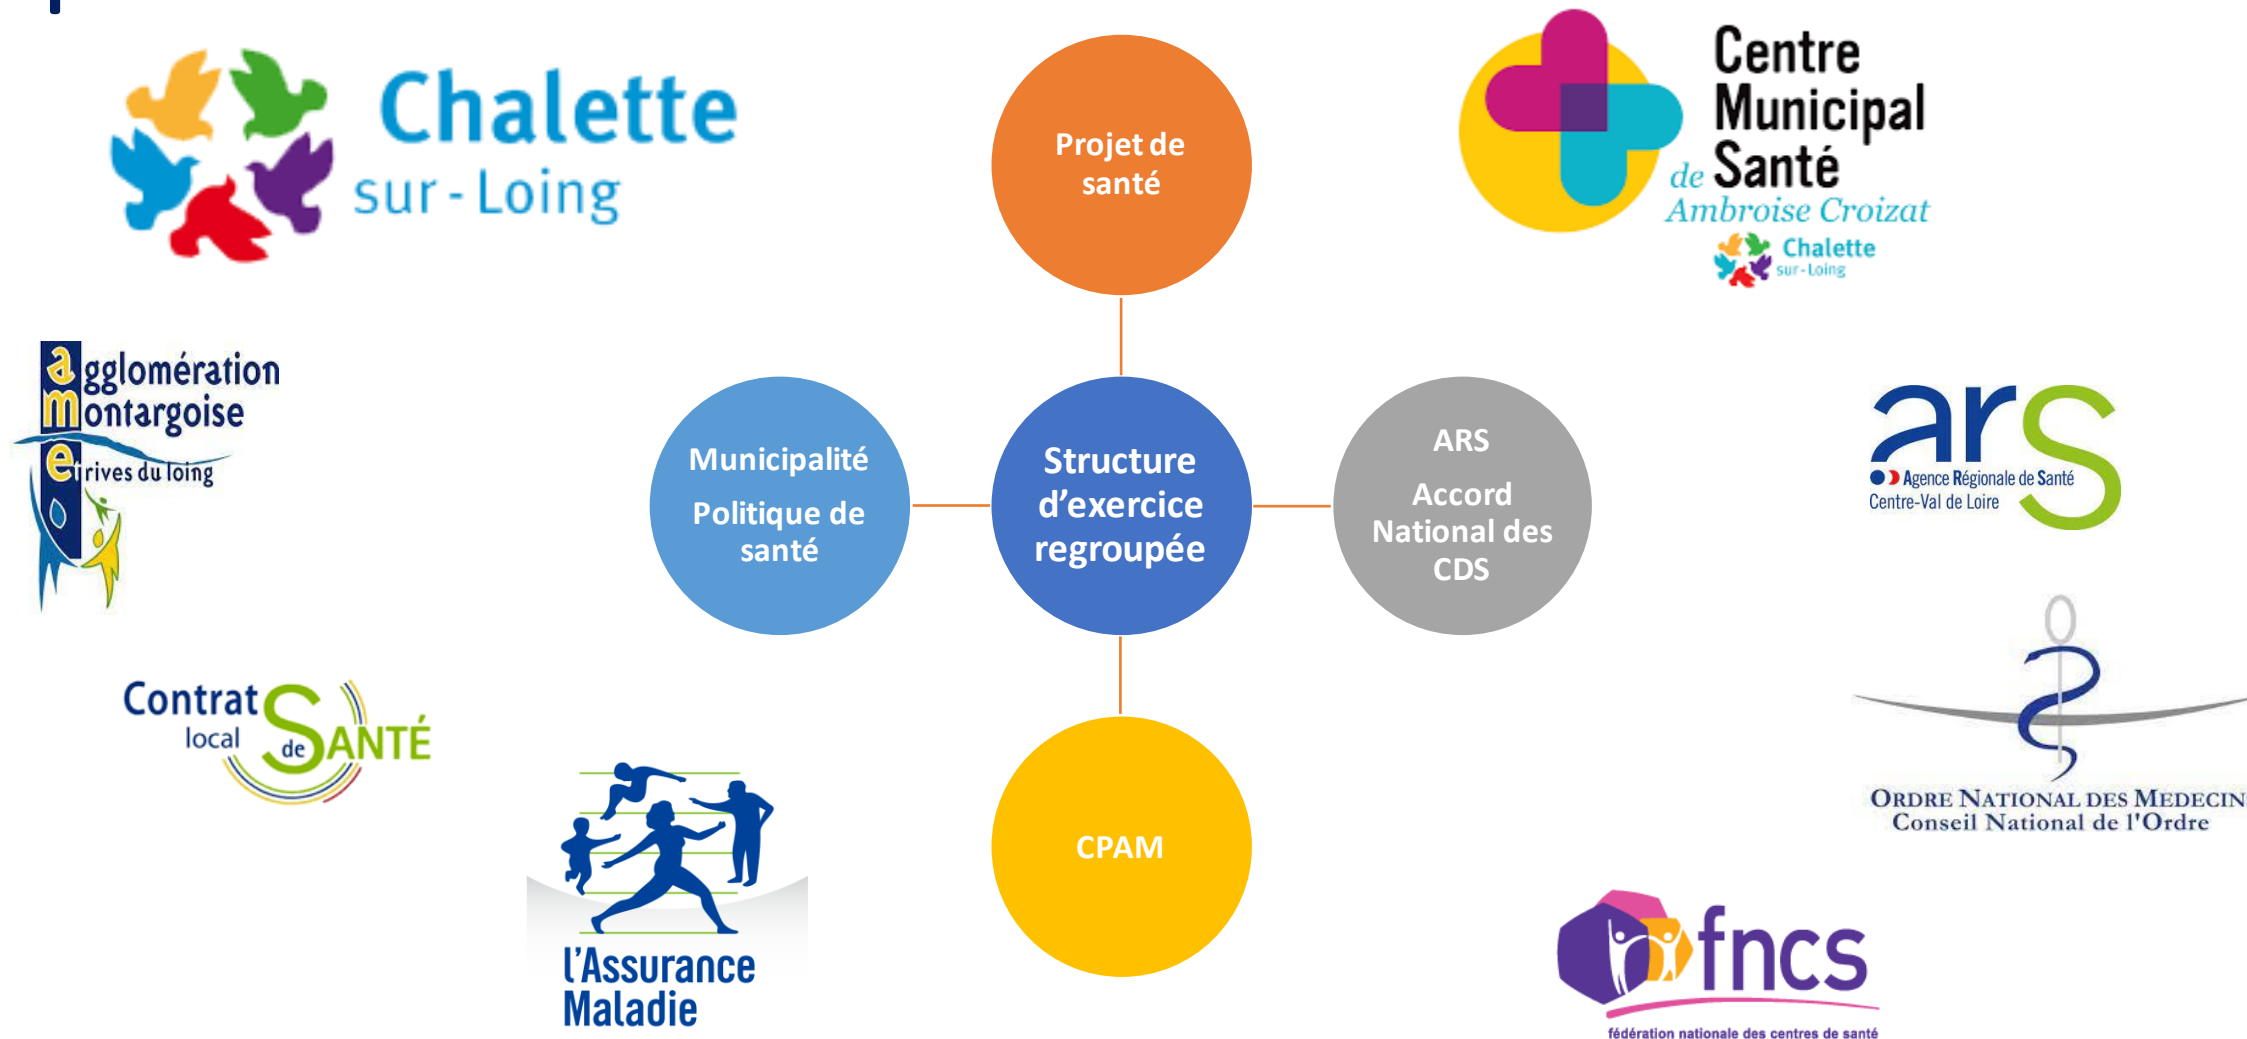 Chalette
sur-Loing
Projet de
santé
Centre
Municipal
de Santé
Ambroise Croizat
Chalette
sur-Loing
agglomération
montargoise
et rives du loing
Municipalité
Politique de
santé
Structure
d’exercice
regroupée
ARS
Accord
National des
CDS
ars
Agence Régionale de Santé
Centre-Val de Loire
Contrat
local de SANTÉ
CPAM
l’Assurance
Maladie
ORDRE NATIONAL DES MEDECIN
Conseil National de l'Ordre
fncs
fédération nationale des centres de santé